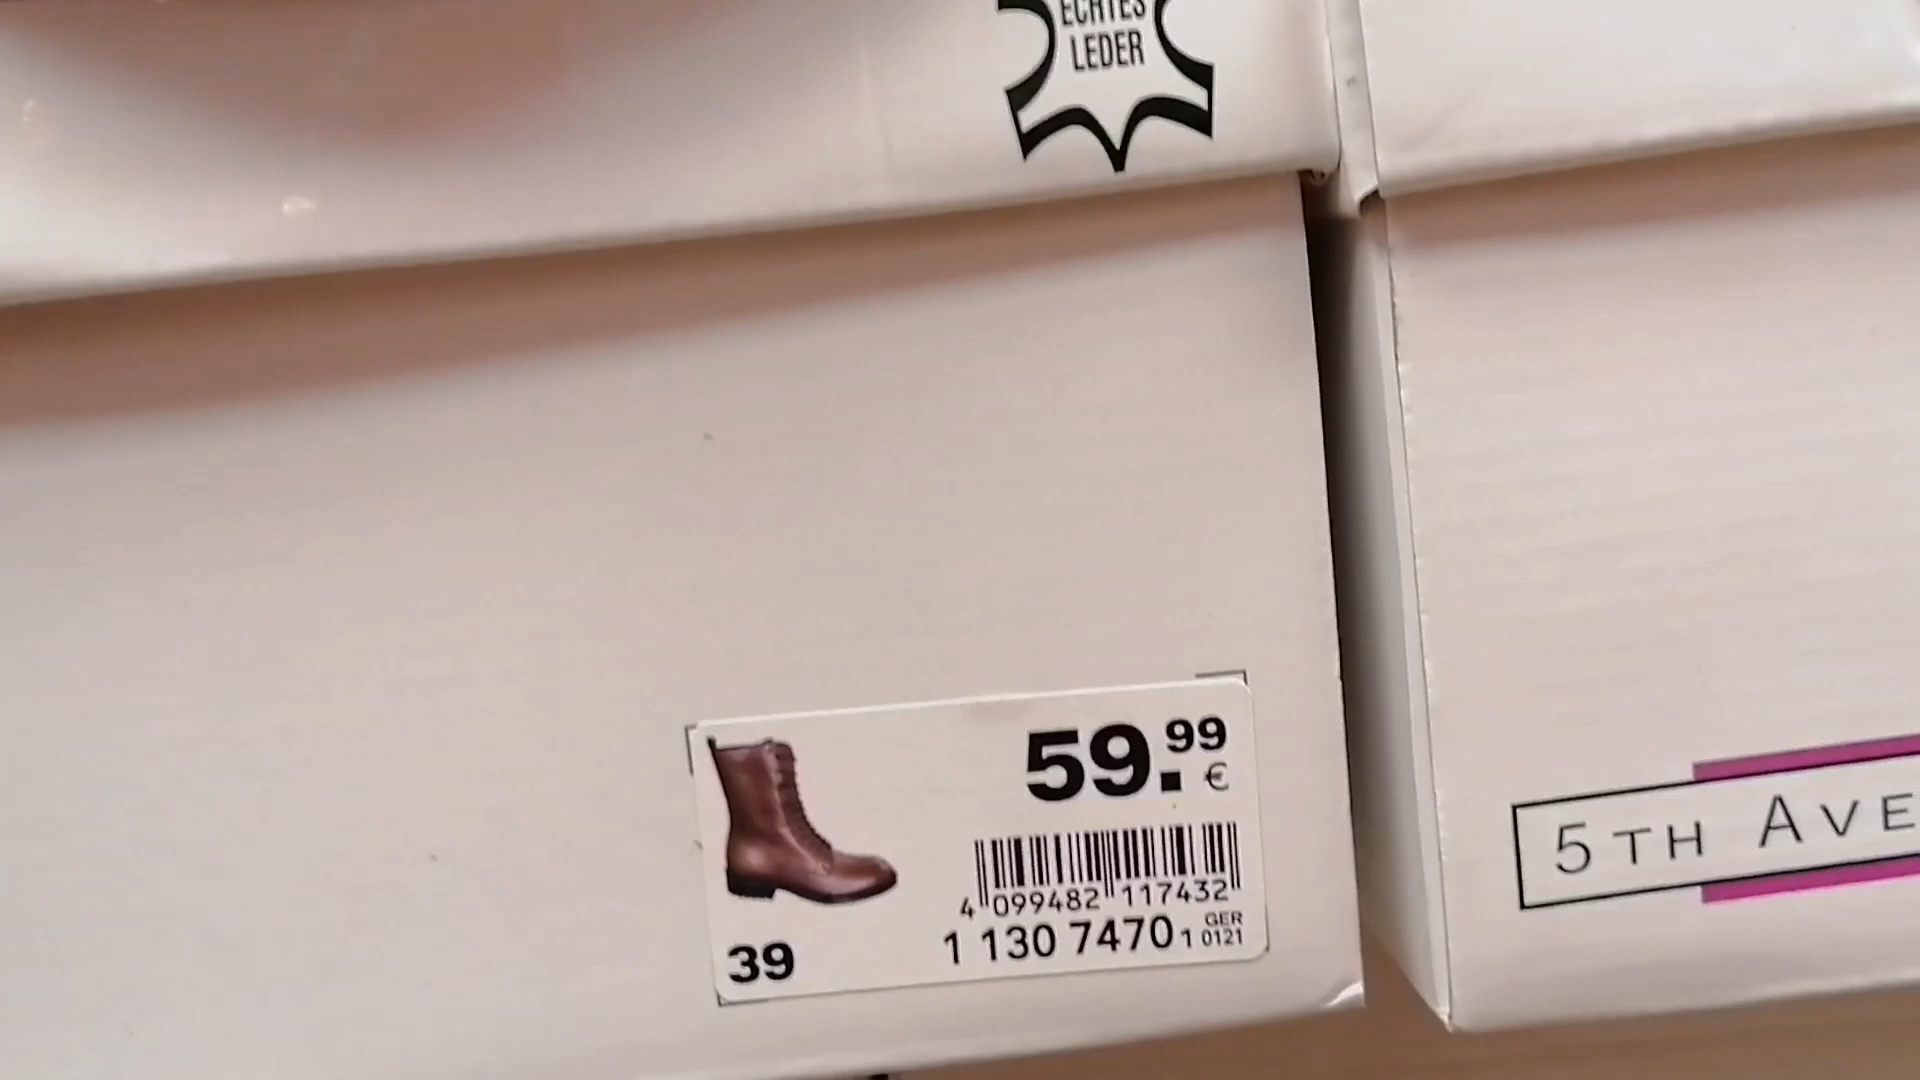 ECHTES
LEDER
59.99
€
4 099482 117432
1 130 7470 1 GER 0121
39
5TH AVE